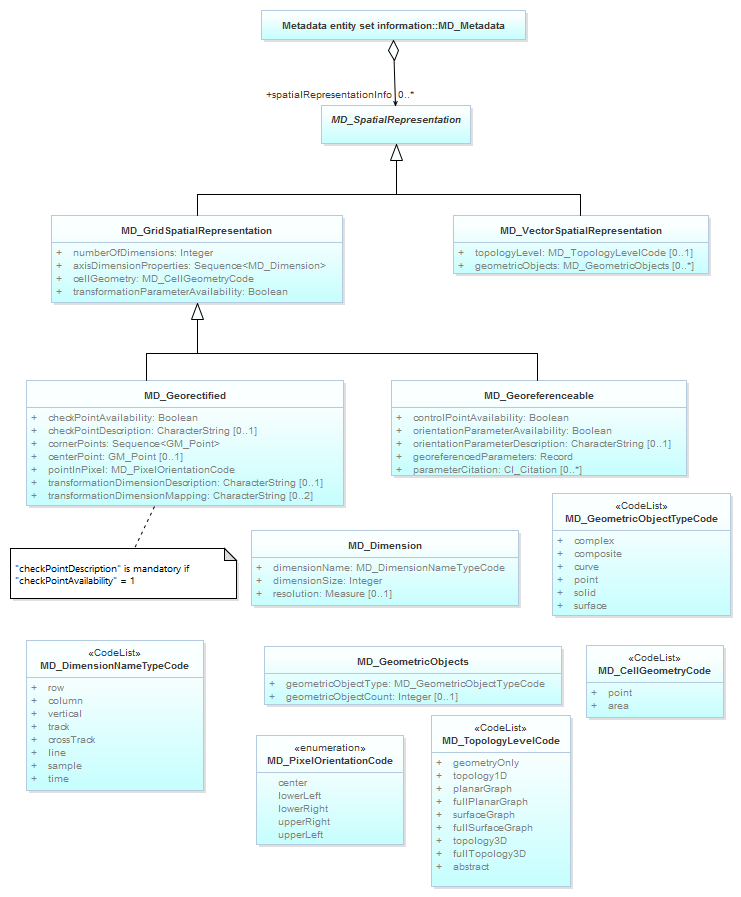 Metadata entity set information::MD_Metadata
+spatialRepresentationInfo 0..*
MD_SpatialRepresentation
MD_GridSpatialRepresentation
+ numberOfDimensions: Integer
+ axisDimensionProperties: Sequence<MD_Dimension>
+ cellGeometry: MD_CellGeometryCode
+ transformationParameterAvailability: Boolean
MD_VectorSpatialRepresentation
+ topologyLevel: MD_TopologyLevelCode [0..1]
+ geometricObjects: MD_GeometricObjects [0..*]
MD_Georectified
+ checkPointAvailability: Boolean
+ checkPointDescription: CharacterString [0..1]
+ cornerPoints: Sequence<GM_Point>
+ centerPoint: GM_Point [0..1]
+ pointInPixel: MD_PixelOrientationCode
+ transformationDimensionDescription: CharacterString [0..1]
+ transformationDimensionMapping: CharacterString [0..2]
MD_Georeferenceable
+ controlPointAvailability: Boolean
+ orientationParameterAvailability: Boolean
+ orientationParameterDescription: CharacterString [0..1]
+ georeferencedParameters: Record
+ parameterCitation: CI_Citation [0..*]
"checkPointDescription" is mandatory if
"checkPointAvailability" = 1
MD_Dimension
+ dimensionName: MD_DimensionNameTypeCode
+ dimensionSize: Integer
+ resolution: Measure [0..1]
«CodeList»
MD_GeometricObjectTypeCode
+ complex
+ composite
+ curve
+ point
+ solid
+ surface
«CodeList»
MD_DimensionNameTypeCode
+ row
+ column
+ vertical
+ track
+ crossTrack
+ line
+ sample
+ time
MD_GeometricObjects
+ geometricObjectType: MD_GeometricObjectTypeCode
+ geometricObjectCount: Integer [0..1]
«CodeList»
MD_CellGeometryCode
+ point
+ area
«enumeration»
MD_PixelOrientationCode
center
lowerLeft
lowerRight
upperRight
upperLeft
«CodeList»
MD_TopologyLevelCode
+ geometryOnly
+ topology1D
+ planarGraph
+ fullPlanarGraph
+ surfaceGraph
+ fullSurfaceGraph
+ topology3D
+ fullTopology3D
+ abstract